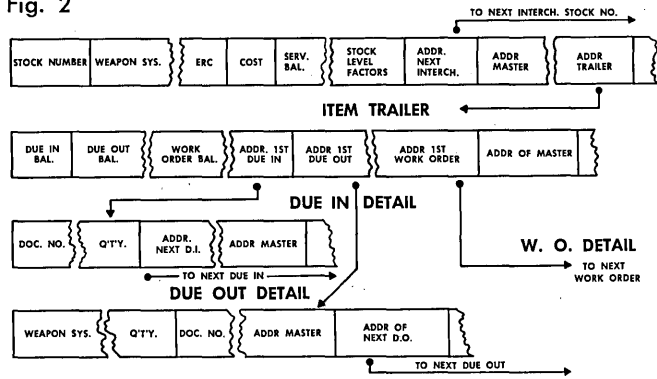 Fig. 2
TO NEXT INTERCH. STOCK NO.
STOCK NUMBER WEAPON SYS. ERC COST SERV. BAL. STOCK LEVEL FACTORS ADDR. NEXT INTERCH. ADDR MASTER ADDR TRAILER
ITEM TRAILER
DUE IN BAL. DUE OUT BAL. WORK ORDER BAL. ADDR. 1ST DUE IN ADDR 1ST DUE OUT ADDR 1ST WORK ORDER ADDR OF MASTER
DUE IN DETAIL
DOC. NO. Q'T'Y. ADDR. NEXT D.I. ADDR MASTER
W. O. DETAIL
TO NEXT WORK ORDER
TO NEXT DUE IN
DUE OUT DETAIL
WEAPON SYS. Q'T'Y. DOC. NO. ADDR MASTER ADDR OF NEXT D.O.
TO NEXT DUE OUT